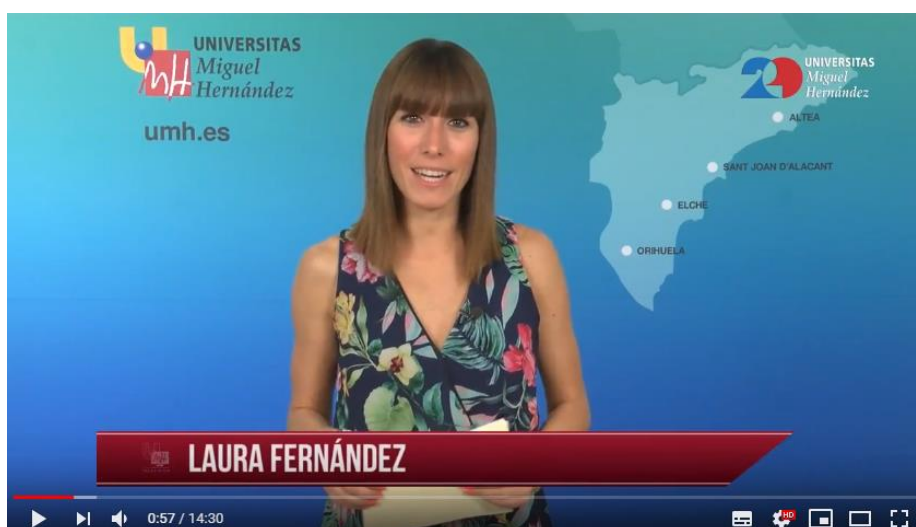 UNIVERSITAS
Miguel
Hernández
umh.es
UNIVERSITAS
Miguel
Hernández
ALTEA
SANT JOAN D'ALACANT
ELCHE
ORIHUELA
LAURA FERNÁNDEZ
0:57 / 14:30
HD